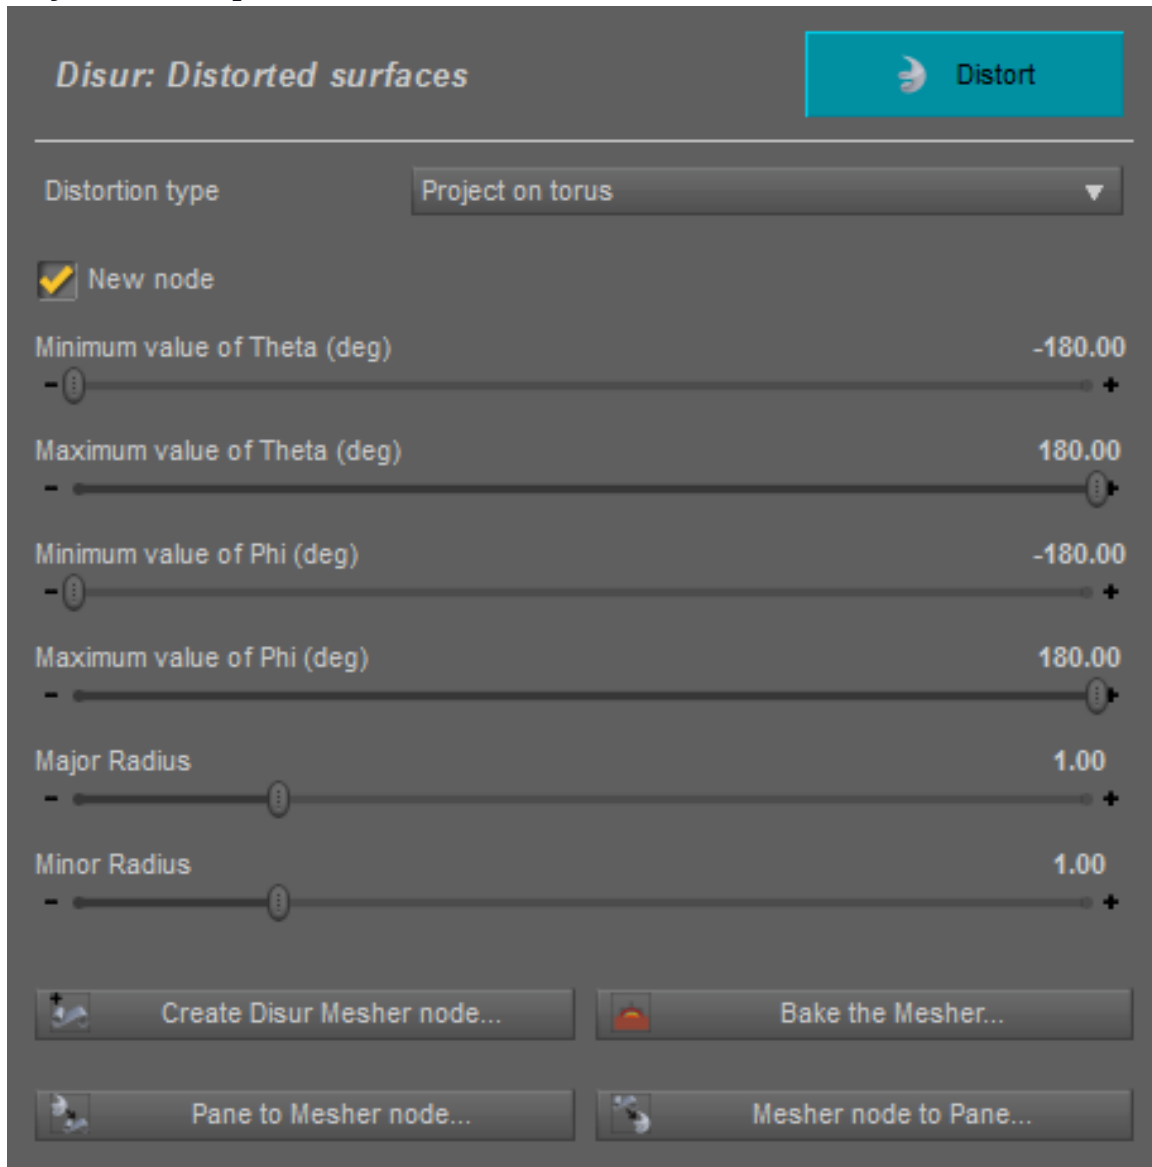 Disur: Distorted surfaces
Distort
Distortion type
Project on torus
New node
Minimum value of Theta (deg)
-180.00
- +
Maximum value of Theta (deg)
180.00
- +
Minimum value of Phi (deg)
-180.00
- +
Maximum value of Phi (deg)
180.00
- +
Major Radius
1.00
- +
Minor Radius
1.00
- +
Create Disur Mesher node...
Bake the Mesher...
Pane to Mesher node...
Mesher node to Pane...